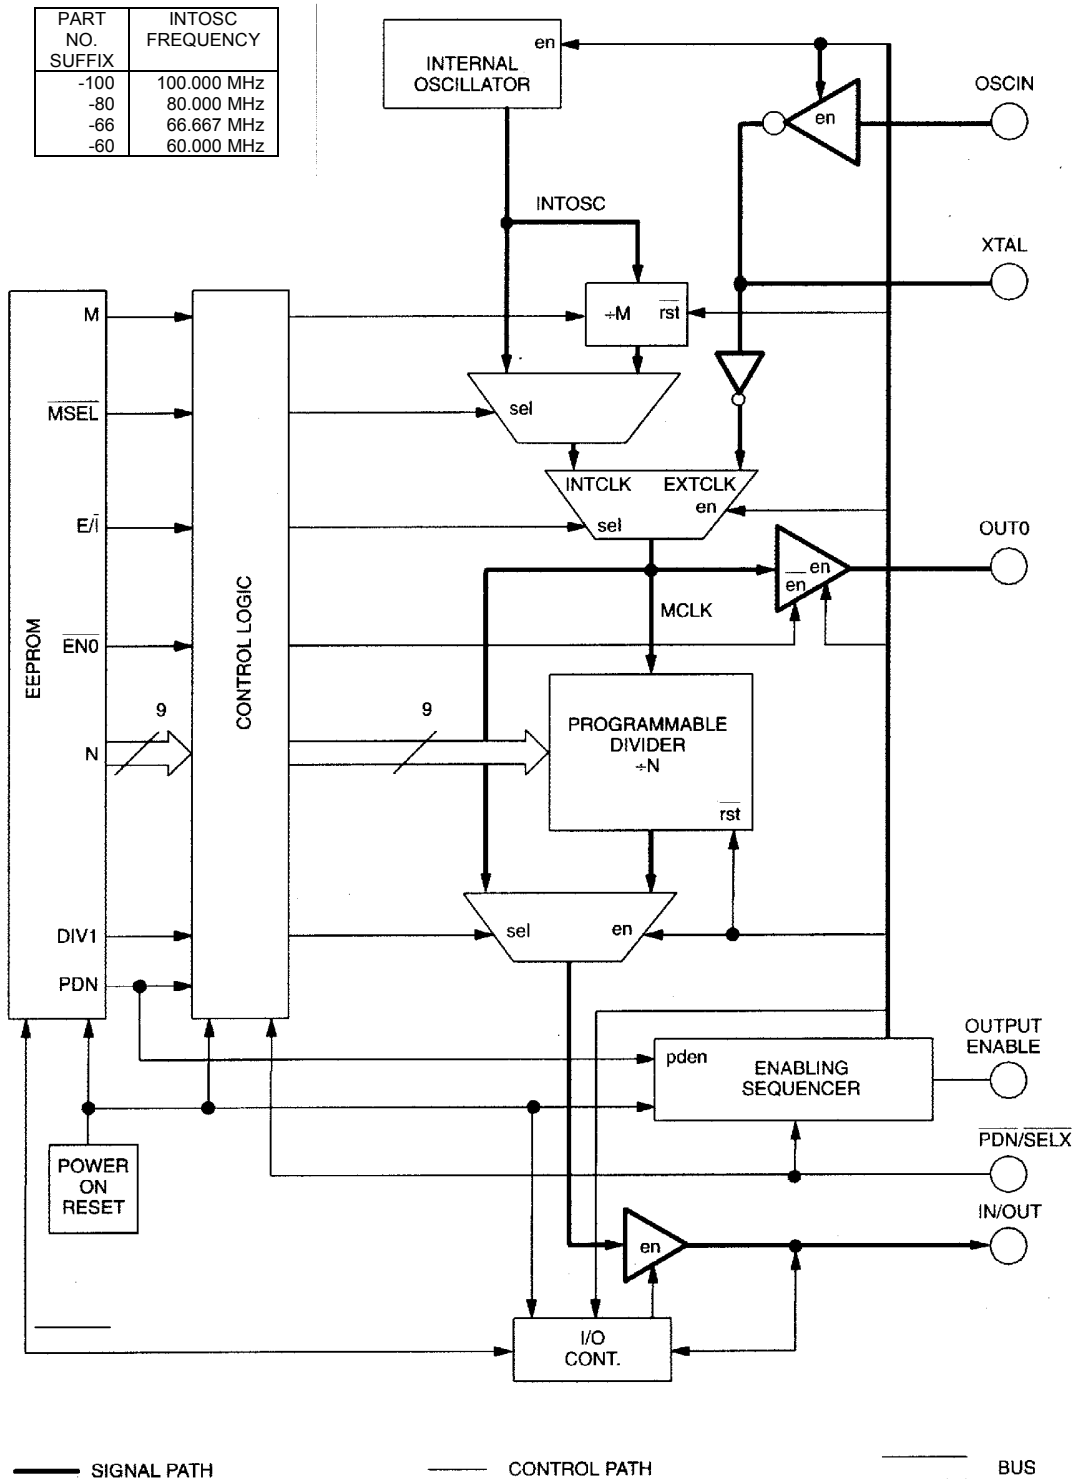 PART NO. SUFFIX
INTOSC FREQUENCY
-100 100.000 MHz
-80 80.000 MHz
-66 66.667 MHz
-60 60.000 MHz
en
INTERNAL
OSCILLATOR
en
OSCIN
INTOSC
XTAL
M
÷M
rst
MSEL
sel
INTCLK
EXTCLK
en
E/I
sel
OUT0
en
en
MCLK
EEPROM
CONTROL LOGIC
EN0
9
9
N
PROGRAMMABLE
DIVIDER
÷N
rst
DIV1
sel
en
PDN
OUTPUT
ENABLE
pden
ENABLING
SEQUENCER
PDN/SELX
POWER
ON
RESET
IN/OUT
en
I/O
CONT.
SIGNAL PATH
CONTROL PATH
BUS